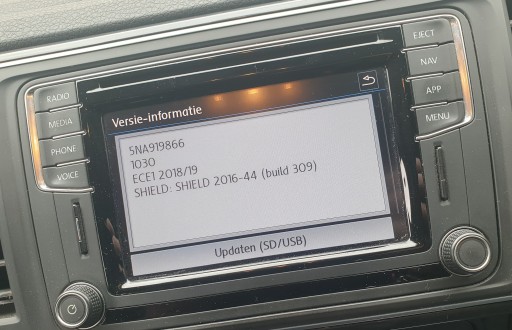 RADIO
MEDIA
PHONE
VOICE
Versie-informatie
5NA919866
1030
ECE1 2018/19
SHIELD: SHIELD 2016-44 (build 309)
Updaten (SD/USB)
EJECT
NAV
APP
MENU